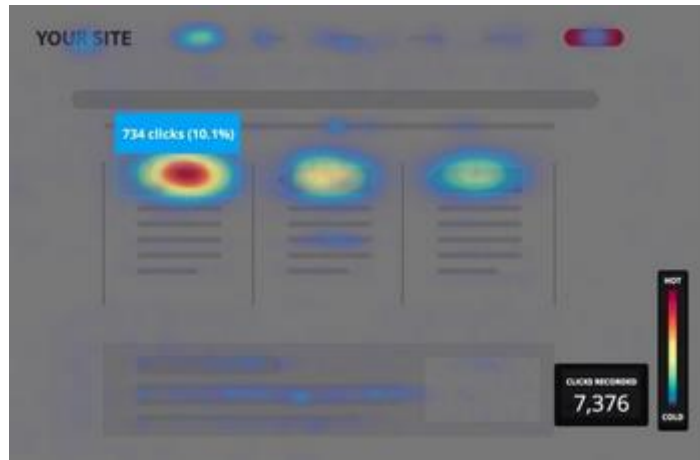 YOUR SITE
734 clicks (10.1%)
HOT
CLICKS RECORDED
7,376
COLD